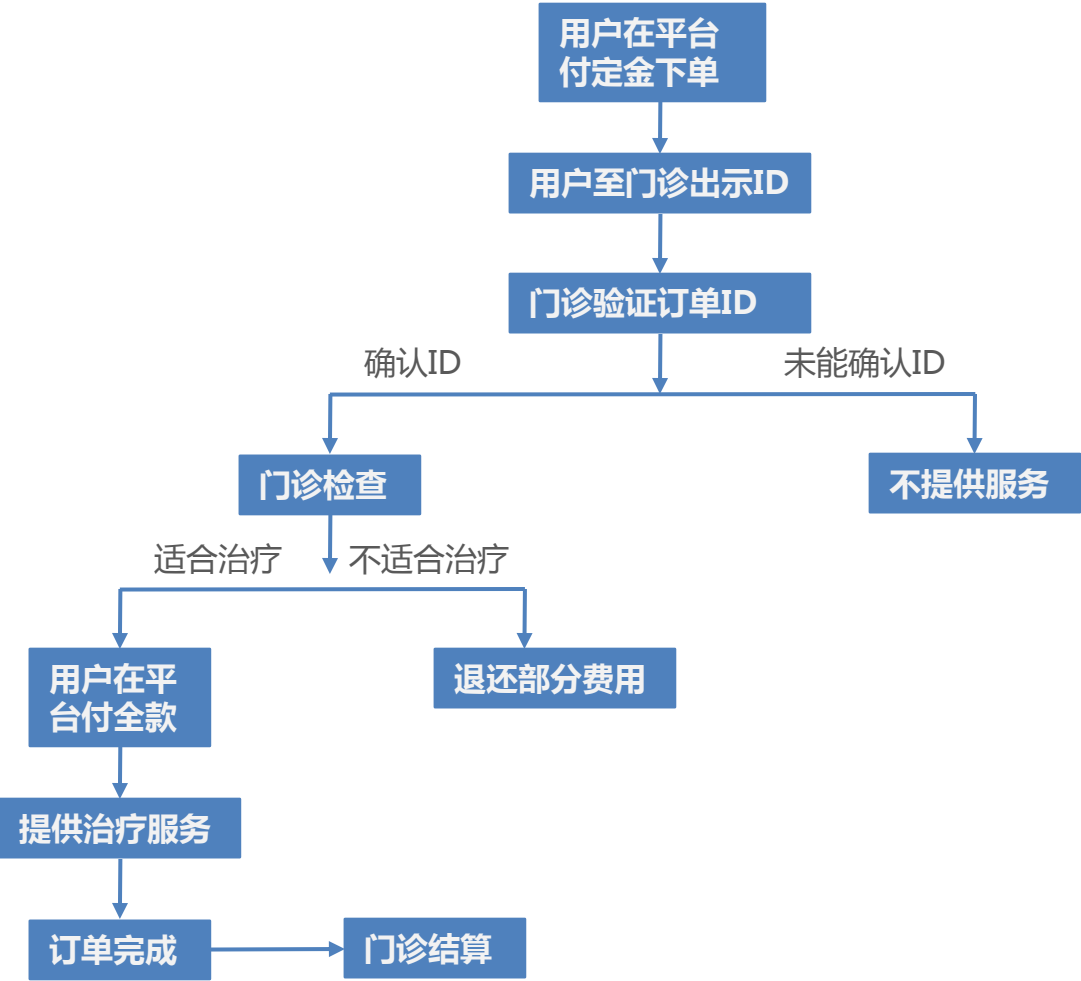 用户在平台
付定金下单
用户至门诊出示ID
门诊验证订单ID
确认ID
未能确认ID
门诊检查
不提供服务
适合治疗
不适合治疗
用户在平
台付全款
退还部分费用
提供治疗服务
订单完成
门诊结算